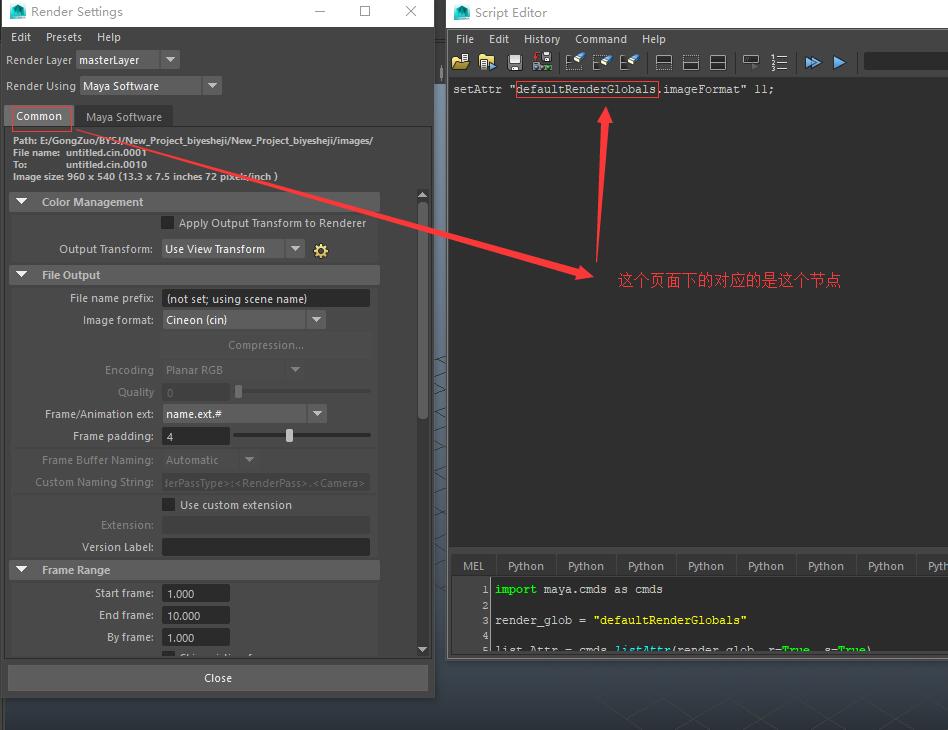 Render Settings
Edit Presets Help
Render Layer masterLayer
Render Using Maya Software
Common Maya Software
Path: E:/GongZuo/BYSJ/New_Project_biyesheji/New_Project_biyesheji/images/
File name: untitled.cin.0001
To: untitled.cin.0010
Image size: 960 x 540 (13.3 x 7.5 inches 72 pixels/inch )
Color Management
Apply Output Transform to Renderer
Output Transform: Use View Transform
File Output
File name prefix: (not set; using scene name)
Image format: Cineon (cin)
Compression...
Encoding Planar RGB
Quality 0
Frame/Animation ext: name.ext.#
Frame padding: 4
Frame Buffer Naming: Automatic
Custom Naming String: derPassType>:<RenderPass>.<Camera>
Use custom extension
Extension:
Version Label:
Frame Range
Start frame: 1.000
End frame: 10.000
By frame: 1.000
Close
Script Editor
File Edit History Command Help
setAttr "defaultRenderGlobals.imageFormat" 11;
这个页面下的对应的是这个节点
MEL Python Python Python Python Python Python Python Pyth
1 import maya.cmds as cmds
2
3 render_glob = "defaultRenderGlobals"
4
5 list_Attr = cmds.listAttr(render_glob, r=True, s=True)